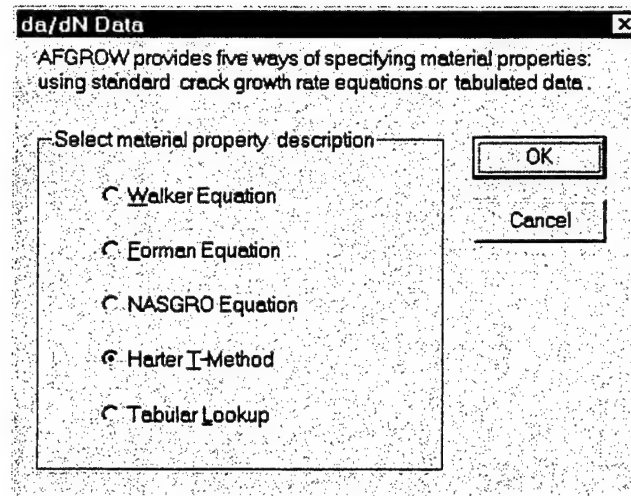 da/dN Data
AFGROW provides five ways of specifying material properties:
using standard crack growth rate equations or tabulated data.
Select material property description
Walker Equation
Forman Equation
NASGRO Equation
Harter T-Method
Tabular Lookup
OK
Cancel